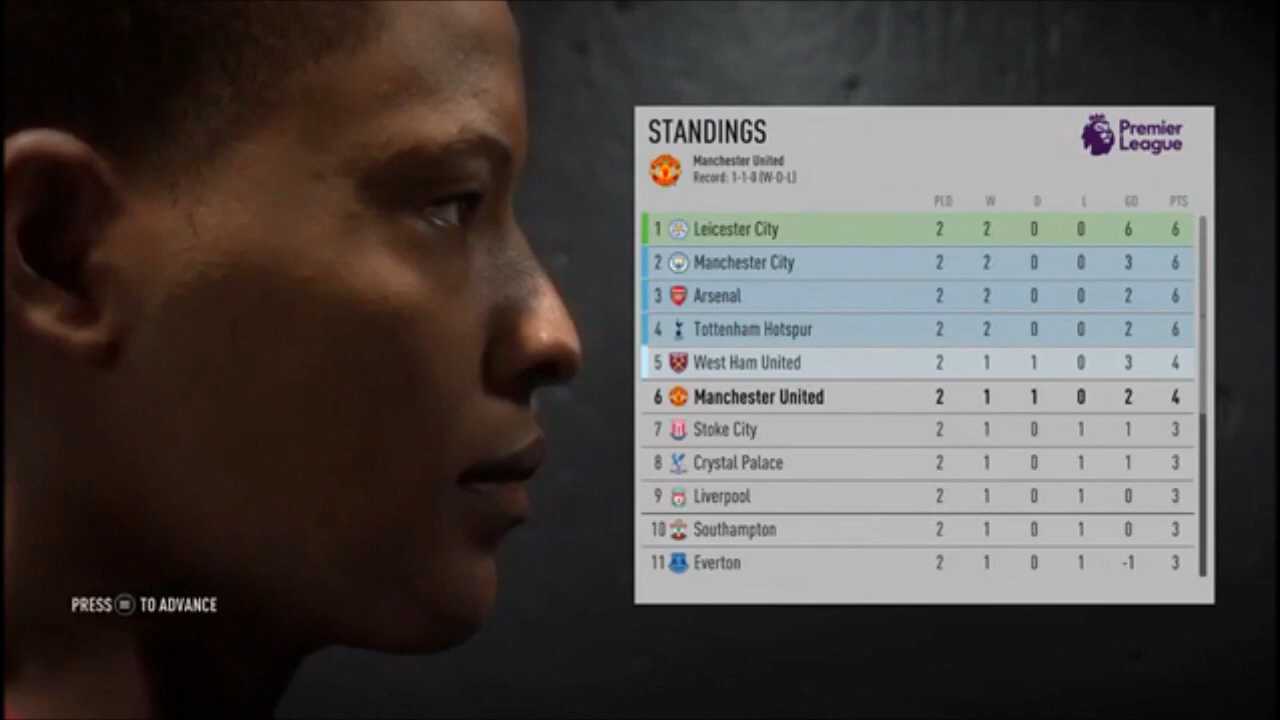 STANDINGS
Premier
League
Manchester United
Record: 1-1-0 (W-D-L)
PLD W D L GD PTS
1 Leicester City 2 2 0 0 6 6
2 Manchester City 2 2 0 0 3 6
3 Arsenal 2 2 0 0 2 6
4 Tottenham Hotspur 2 2 0 0 2 6
5 West Ham United 2 1 1 0 3 4
6 Manchester United 2 1 1 0 2 4
7 Stoke City 2 1 0 1 1 3
8 Crystal Palace 2 1 0 1 1 3
9 Liverpool 2 1 0 1 0 3
10 Southampton 2 1 0 1 0 3
11 Everton 2 1 0 1 -1 3
PRESS TO ADVANCE